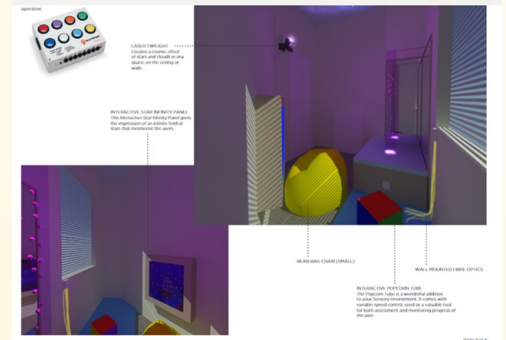 operation
LASER TWILIGHT
Creates a cosmic effect
of stars and clouds in any
space, on the ceiling or
walls.
INTERACTIVE STAR INFINITY PANEL
This Interactive Star Infinity Panel gives
the impression of an infinite field of
stars that mesmerise the users.
BEAN BAG CHAIR (SMALL)
WALL MOUNTED FIBRE OPTICS
INTERACTIVE POPCORN TUBE
The Popcorn Tube is a wonderful addition
to your Sensory environment. It comes with
variable speed control, used as a valuable tool
for both assessment and monitoring progress of
the user.